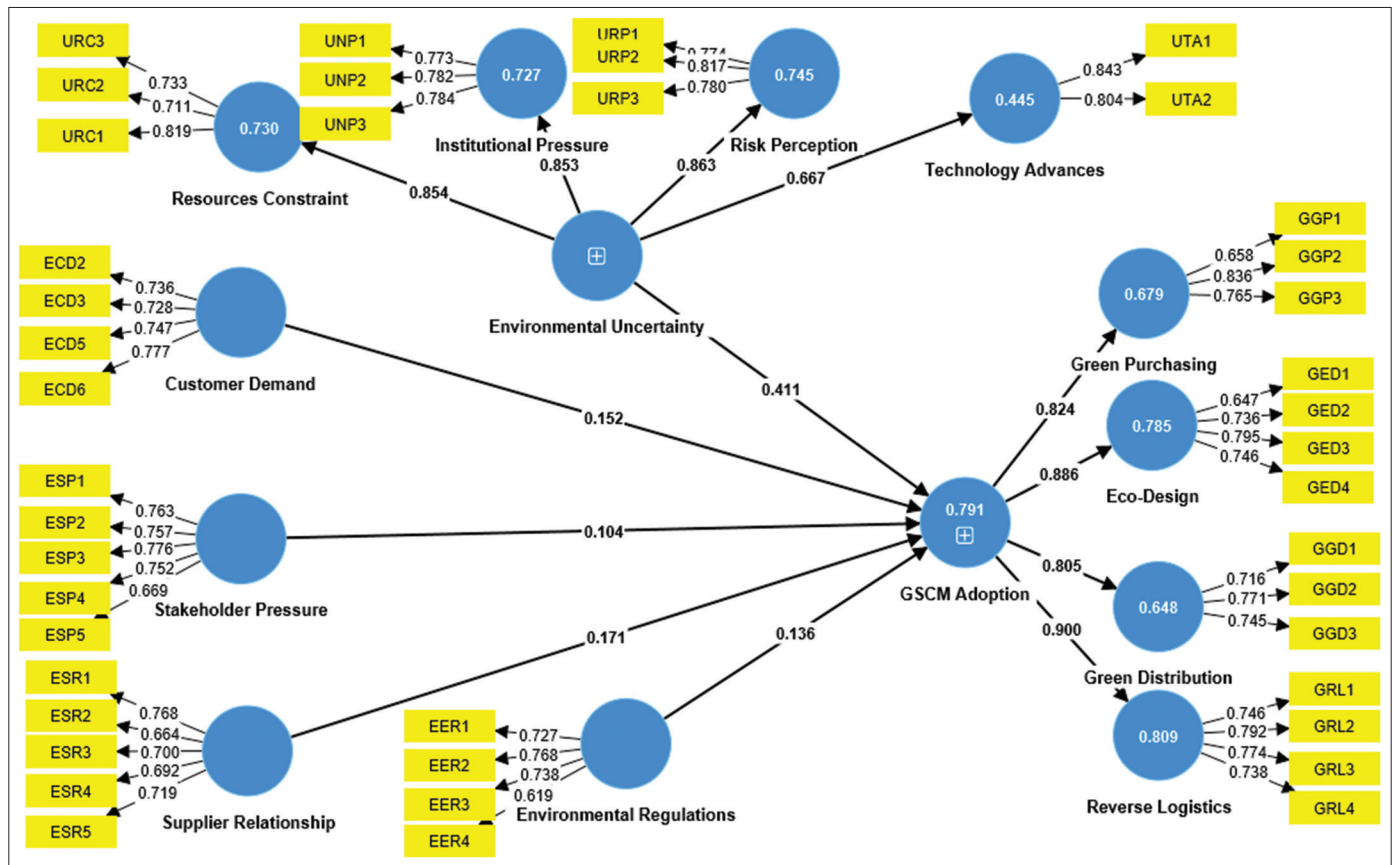 URC3
URC2
URC1
0.733
0.711
0.819
0.730
Resources Constraint
UNP1
UNP2
UNP3
0.773
0.782
0.784
0.727
Institutional Pressure
URP1
URP2
URP3
0.774
0.817
0.780
0.745
Risk Perception
0.445
Technology Advances
0.843
0.804
UTA1
UTA2
0.854
0.853
0.863
0.667
Environmental Uncertainty
ECD2
ECD3
ECD5
ECD6
0.736
0.728
0.747
0.777
Customer Demand
0.411
0.152
ESP1
ESP2
ESP3
ESP4
ESP5
0.763
0.757
0.776
0.752
0.669
Stakeholder Pressure
0.104
ESR1
ESR2
ESR3
ESR4
ESR5
0.768
0.664
0.700
0.692
0.719
Supplier Relationship
0.171
EER1
EER2
EER3
EER4
0.727
0.768
0.738
0.619
Environmental Regulations
0.136
0.791
GSCM Adoption
0.824
0.886
0.805
0.900
0.679
Green Purchasing
0.658
0.836
0.765
GGP1
GGP2
GGP3
0.785
Eco-Design
0.647
0.736
0.795
0.746
GED1
GED2
GED3
GED4
0.648
Green Distribution
0.716
0.771
0.745
GGD1
GGD2
GGD3
0.809
Reverse Logistics
0.746
0.792
0.774
0.738
GRL1
GRL2
GRL3
GRL4